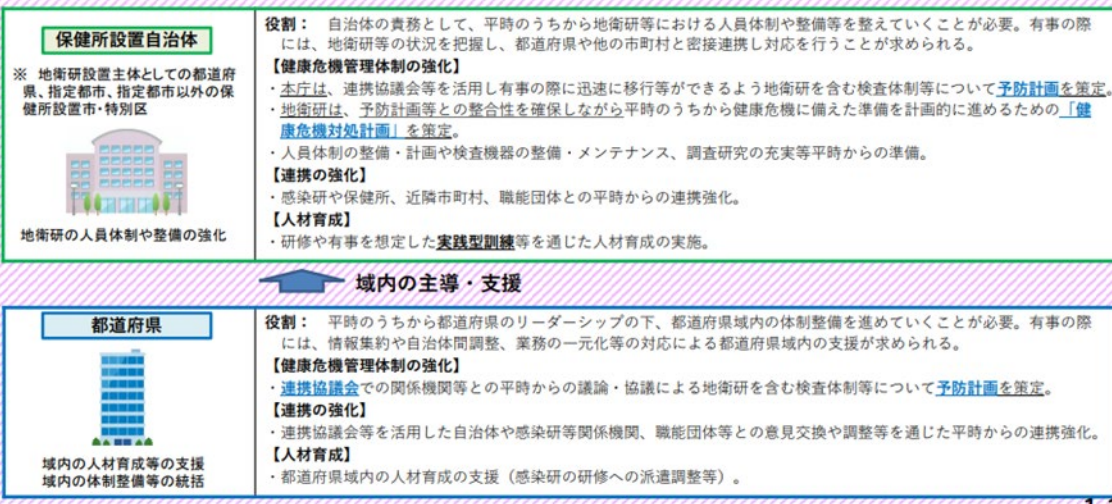 保健所設置自治体
※ 地衛研設置主体としての都道府
県、指定都市、指定都市以外の保
健所設置市・特別区
地衛研の人員体制や整備の強化
役割： 自治体の責務として、平時のうちから地衛研等における人員体制や整備等を整えていくことが必要。有事の際
には、地衛研等の状況を把握し、都道府県や他の市町村と密接連携し対応を行うことが求められる。
【健康危機管理体制の強化】
・本庁は、連携協議会等を活用し有事の際に迅速に移行等ができるよう地衛研を含む検査体制等について予防計画を策定。
・地衛研は、予防計画等との整合性を確保しながら平時のうちから健康危機に備えた準備を計画的に進めるための「健
康危機対処計画」を策定。
・人員体制の整備・計画や検査機器の整備・メンテナンス、調査研究の充実等平時からの準備。
【連携の強化】
・感染研や保健所、近隣市町村、職能団体との平時からの連携強化。
【人材育成】
・研修や有事を想定した実践型訓練等を通じた人材育成の実施。
域内の主導・支援
都道府県
域内の人材育成等の支援
域内の体制整備等の統括
役割： 平時のうちから都道府県のリーダーシップの下、都道府県域内の体制整備を進めていくことが必要。有事の際
には、情報集約や自治体間調整、業務の一元化等の対応による都道府県域内の支援が求められる。
【健康危機管理体制の強化】
・連携協議会での関係機関等との平時からの議論・協議による地衛研を含む検査体制等について予防計画を策定。
【連携の強化】
・連携協議会等を活用した自治体や感染研等関係機関、職能団体等との意見交換や調整等を通じた平時からの連携強化。
【人材育成】
・都道府県域内の人材育成の支援（感染研の研修への派遣調整等）。